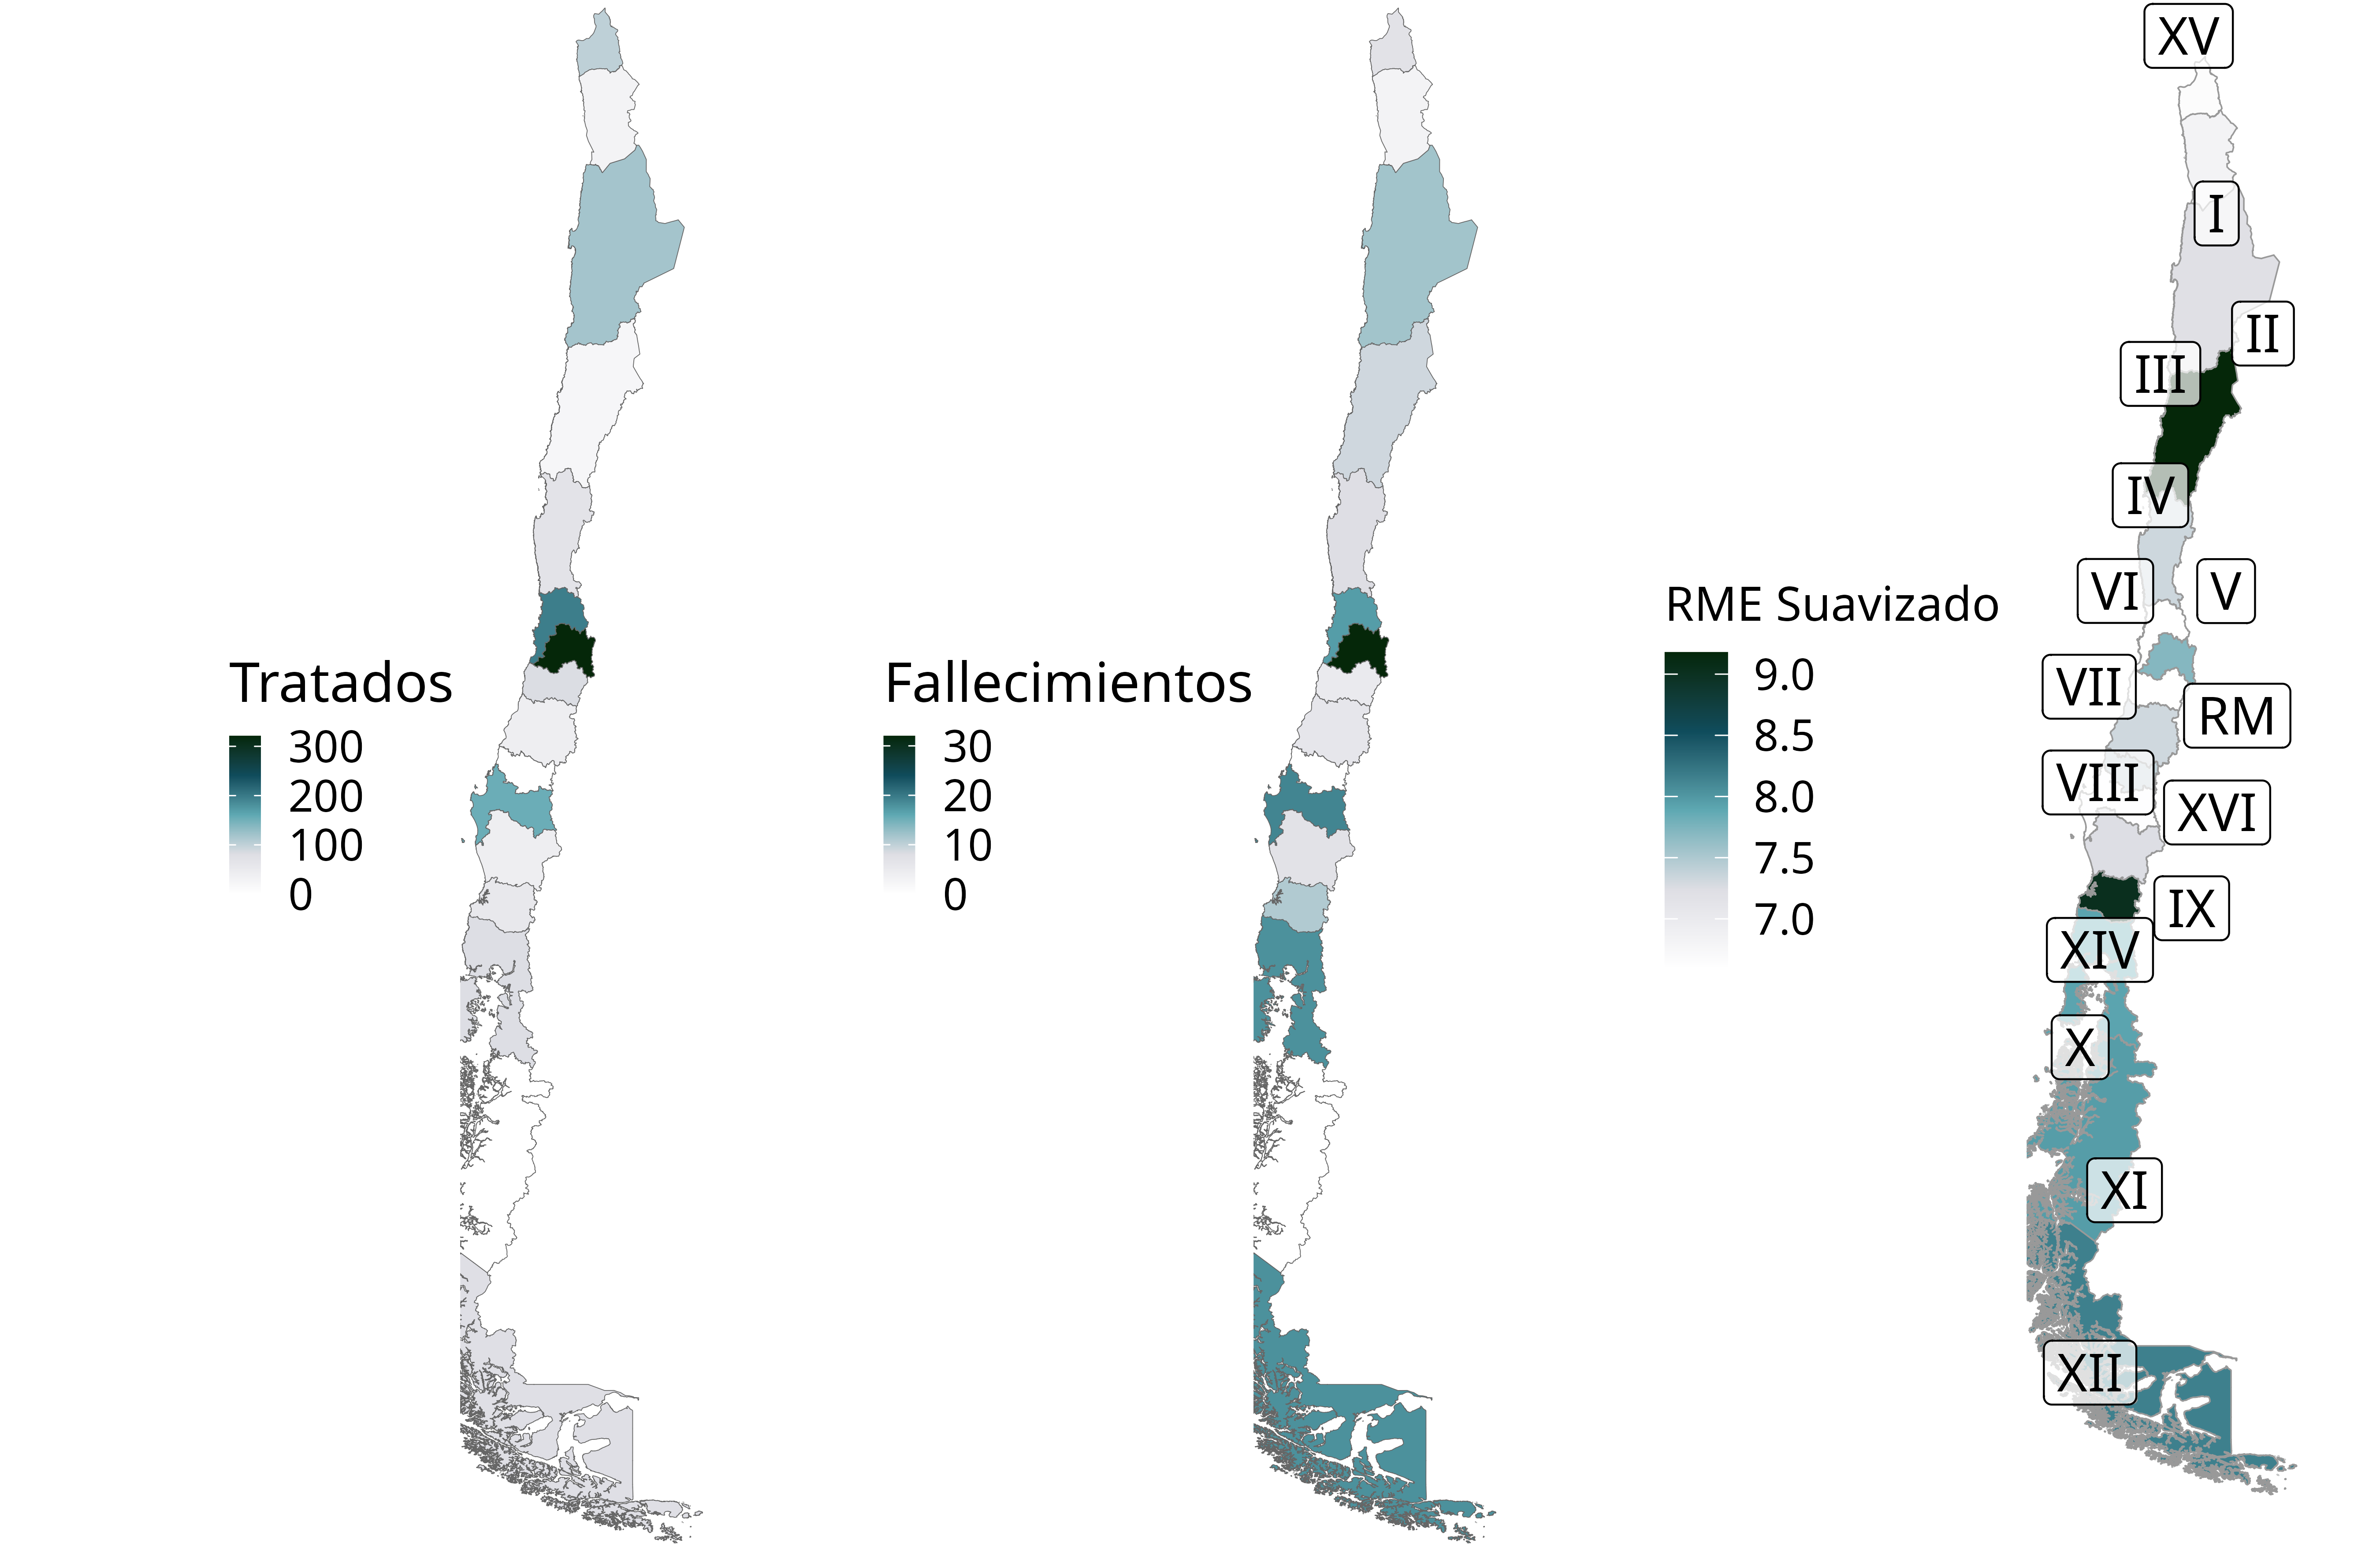 Tratados
300
200
100
0
Fallecimientos
30
20
10
0
RME Suavizado
9.0
8.5
8.0
7.5
7.0
XV
I
II
III
IV
VI
V
VII
RM
VIII
XVI
IX
XIV
X
XI
XII